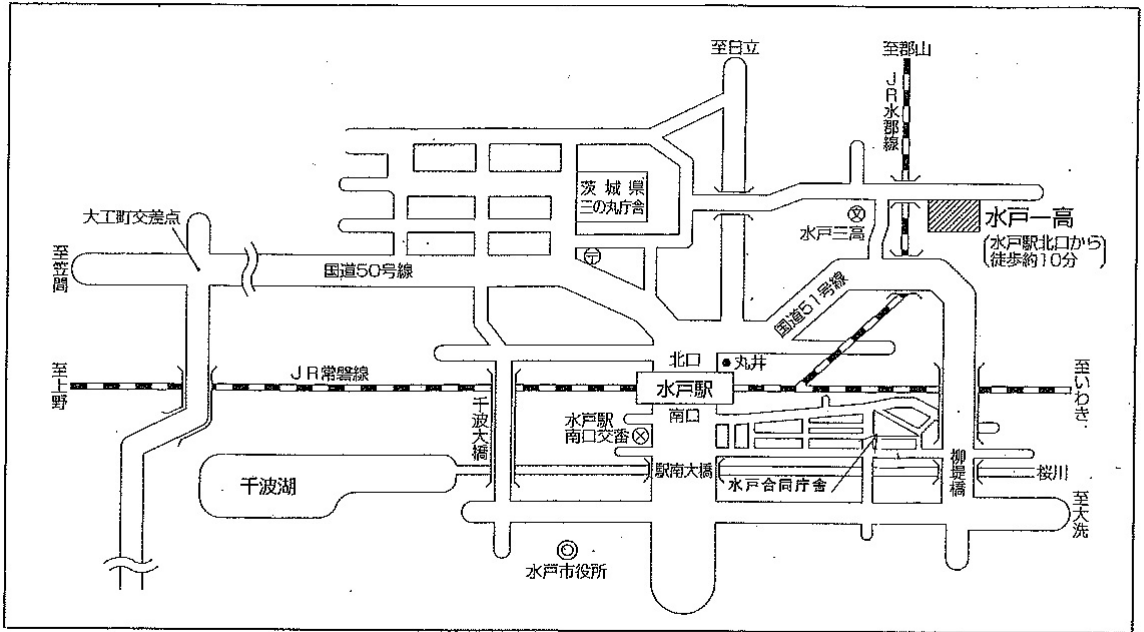 至日立
至郡山
JR水郡線
茨城県
三の丸庁舎
大工町交差点
水戸三高
水戸一高
(水戸駅北口から
徒歩約10分)
至笠間
国道50号線
〒
国道51号線
北口
丸井
至上野
JR常磐線
水戸駅
至いわき
千波大橋
水戸駅
南口交番
南口
駅南大橋
水戸合同庁舎
柳堤橋
桜川
千波湖
至大洗
水戸市役所